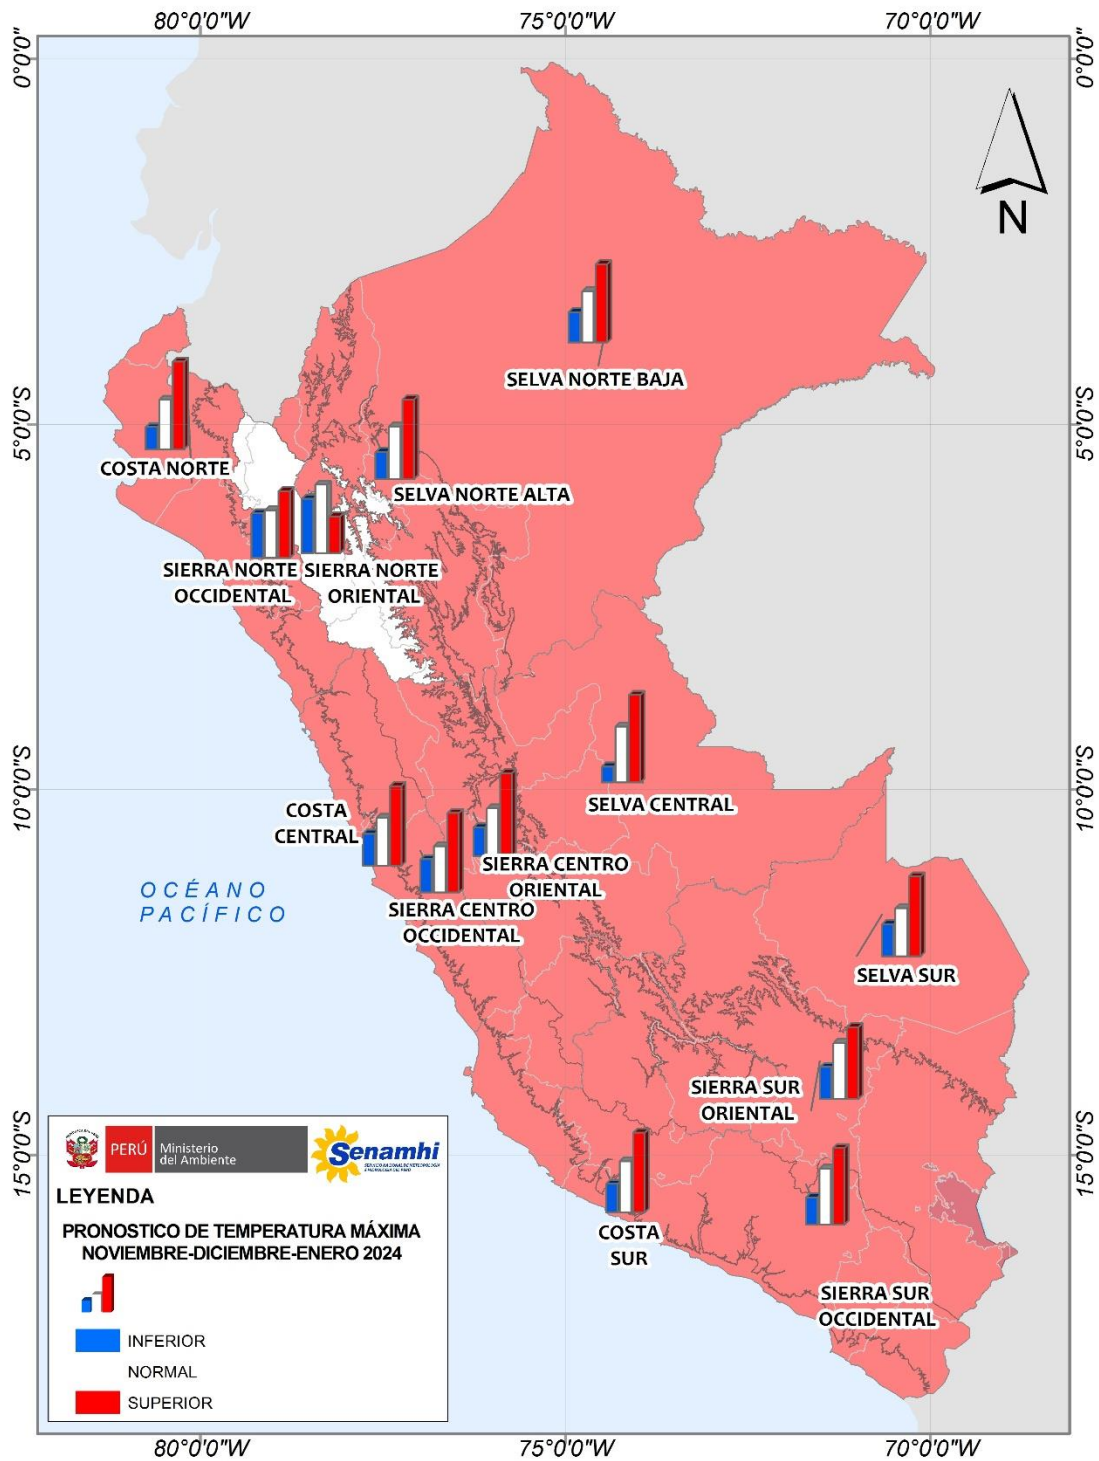 80°0'0"W
75°0'0"W
70°0'0"W
0°0'0"
0°0'0"
N
SELVA NORTE BAJA
5°0'0"S
5°0'0"S
COSTA NORTE
SELVA NORTE ALTA
SIERRA NORTE
OCCIDENTAL
SIERRA NORTE
ORIENTAL
10°0'0"S
10°0'0"S
SELVA CENTRAL
COSTA
CENTRAL
SIERRA CENTRO
ORIENTAL
SIERRA CENTRO
OCCIDENTAL
OCÉANO
PACÍFICO
SELVA SUR
SIERRA SUR
ORIENTAL
15°0'0"S
15°0'0"S
COSTA
SUR
SIERRA SUR
OCCIDENTAL
PERÚ
Ministerio
del Ambiente
Senamhi
LEYENDA
PRONOSTICO DE TEMPERATURA MÁXIMA
NOVIEMBRE-DICIEMBRE-ENERO 2024
INFERIOR
NORMAL
SUPERIOR
80°0'0"W
75°0'0"W
70°0'0"W